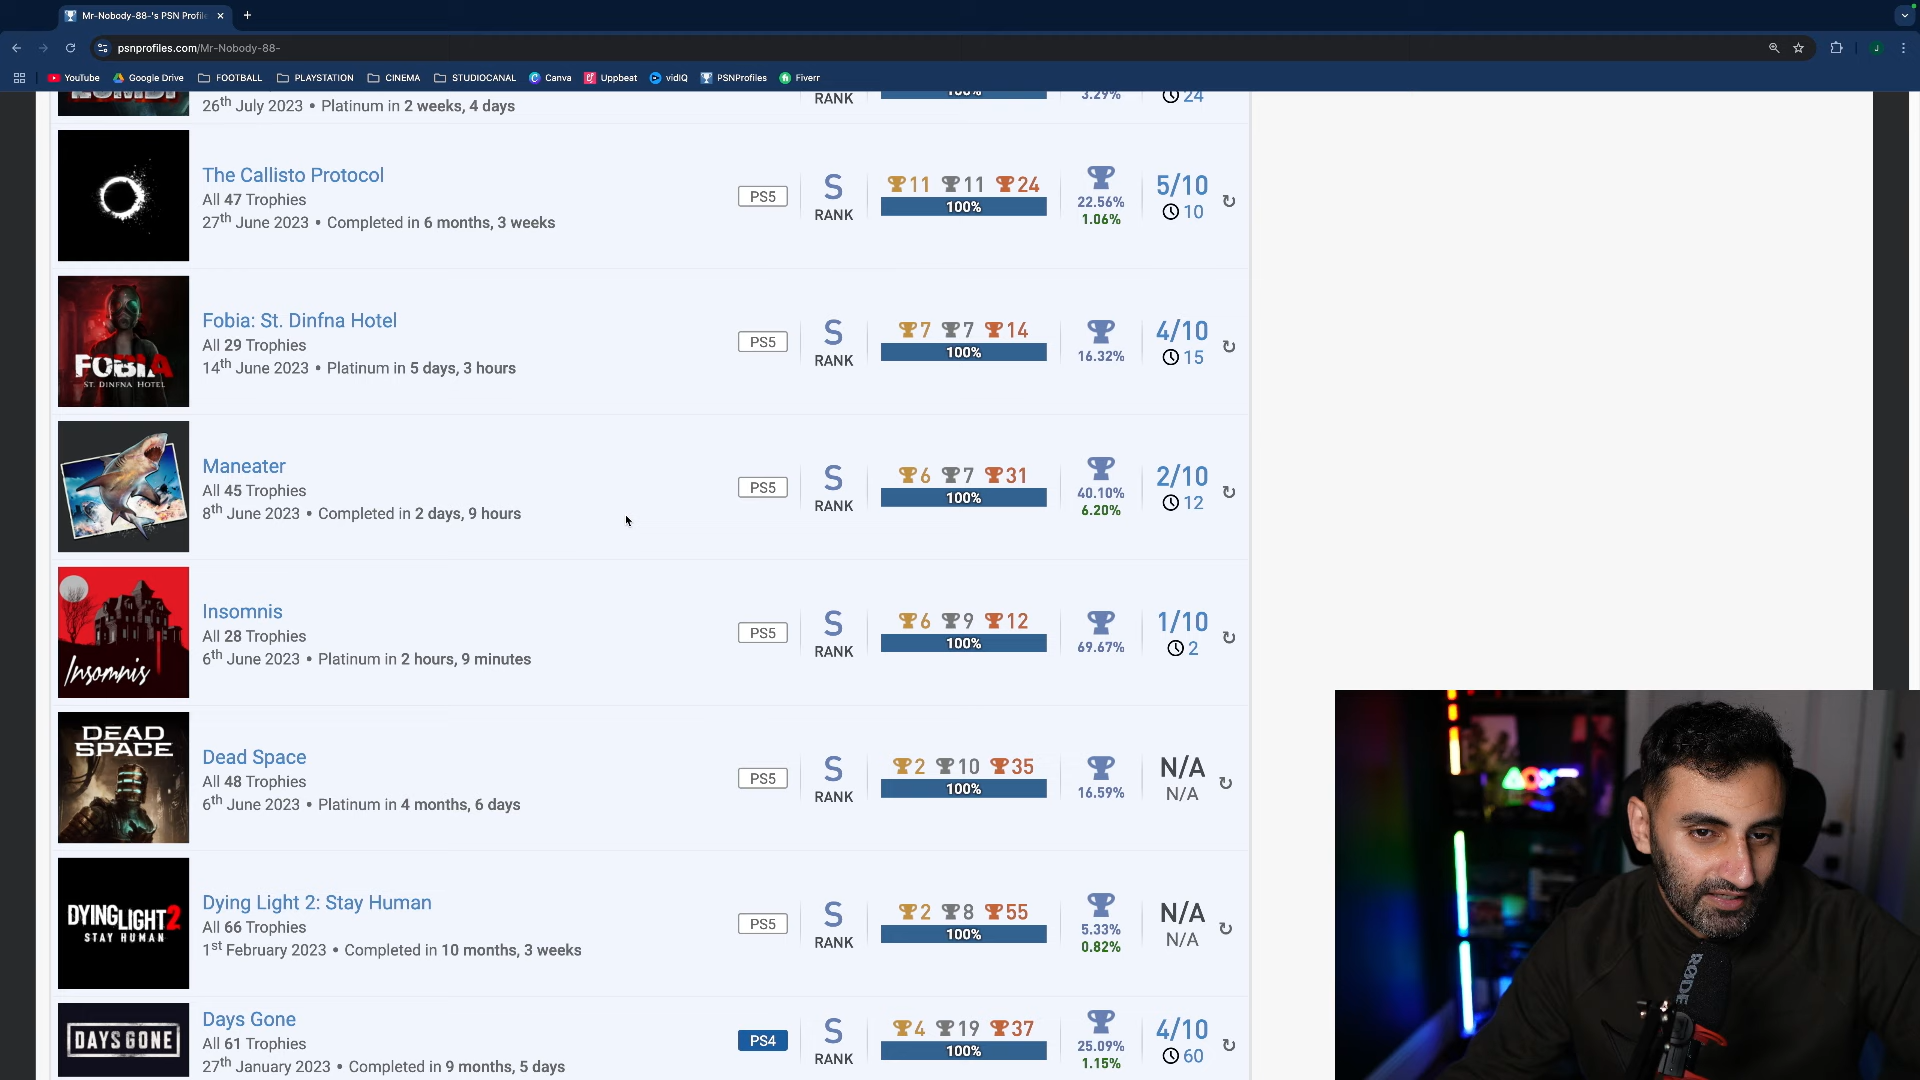 Mr-Nobody-88-'s PSN Profile
psnprofiles.com/Mr-Nobody-88-
YouTube Google Drive FOOTBALL PLAYSTATION CINEMA STUDIOCANAL Canva Uppbeat vidIQ PSNProfiles Fiverr
26th July 2023 • Platinum in 2 weeks, 4 days
RANK
100%
3.29%
24
The Callisto Protocol
All 47 Trophies
27th June 2023 • Completed in 6 months, 3 weeks
PS5
S
RANK
11 11 24
100%
22.56%
1.06%
5/10
10
FOBIA
ST. DINFNA HOTEL
Fobia: St. Dinfna Hotel
All 29 Trophies
14th June 2023 • Platinum in 5 days, 3 hours
PS5
S
RANK
7 7 14
100%
16.32%
4/10
15
Maneater
All 45 Trophies
8th June 2023 • Completed in 2 days, 9 hours
PS5
S
RANK
6 7 31
100%
40.10%
6.20%
2/10
12
Insomnis
Insomnis
All 28 Trophies
6th June 2023 • Platinum in 2 hours, 9 minutes
PS5
S
RANK
6 9 12
100%
69.67%
1/10
2
DEAD
SPACE
Dead Space
All 48 Trophies
6th June 2023 • Platinum in 4 months, 6 days
PS5
S
RANK
2 10 35
100%
16.59%
N/A
N/A
DYING LIGHT 2
STAY HUMAN
Dying Light 2: Stay Human
All 66 Trophies
1st February 2023 • Completed in 10 months, 3 weeks
PS5
S
RANK
2 8 55
100%
5.33%
0.82%
N/A
N/A
DAYS GONE
Days Gone
All 61 Trophies
27th January 2023 • Completed in 9 months, 5 days
PS4
S
RANK
4 19 37
100%
25.09%
1.15%
4/10
60
RØDE